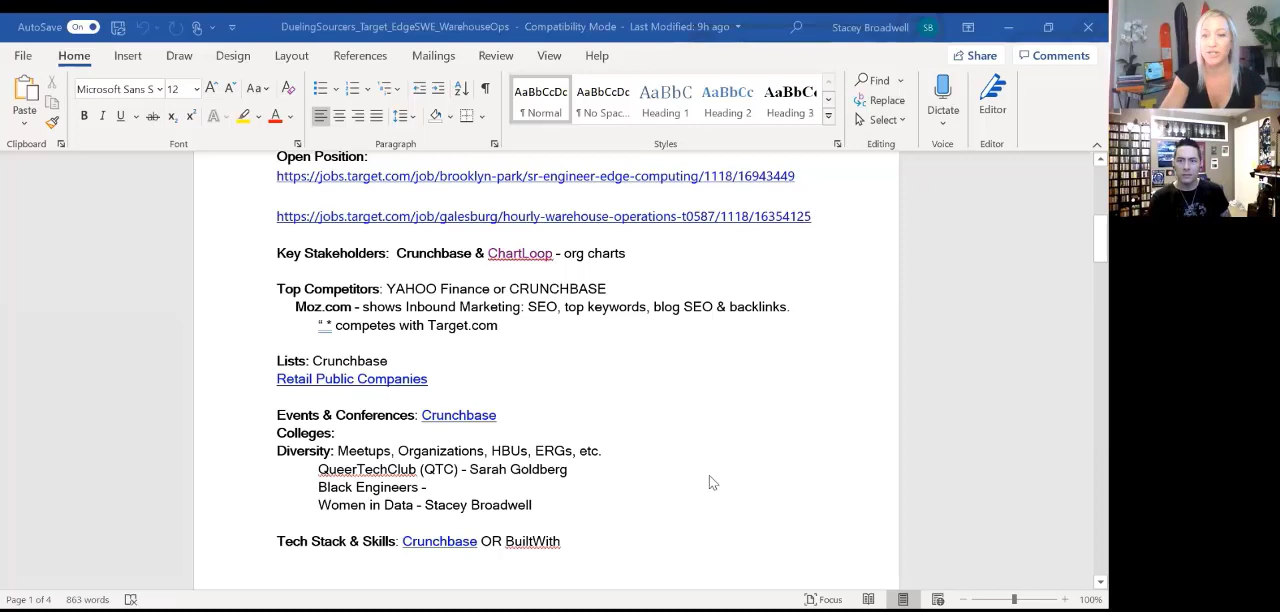 AutoSave On DuelingSourcers_Target_EdgeSWE_WarehouseOps - Compatibility Mode - Last Modified: 9h ago Stacey Broadwell SB
File Home Insert Draw Design Layout References Mailings Review View Help Share Comments
Paste Microsoft Sans S 12 Aa AaBbCcDc AaBbCcDc AaBbC AaBbCc AaBbCc Find Replace Select Dictate Editor
¶ Normal ¶ No Spac... Heading 1 Heading 2 Heading 3
Clipboard Font Paragraph Styles Editing Voice Editor
Open Position:
https://jobs.target.com/job/brooklyn-park/sr-engineer-edge-computing/1118/16943449
https://jobs.target.com/job/galesburg/hourly-warehouse-operations-t0587/1118/16354125
Key Stakeholders: Crunchbase & ChartLoop - org charts
Top Competitors: YAHOO Finance or CRUNCHBASE
Moz.com - shows Inbound Marketing: SEO, top keywords, blog SEO & backlinks.
“ * competes with Target.com
Lists: Crunchbase
Retail Public Companies
Events & Conferences: Crunchbase
Colleges:
Diversity: Meetups, Organizations, HBUs, ERGs, etc.
QueerTechClub (QTC) - Sarah Goldberg
Black Engineers -
Women in Data - Stacey Broadwell
Tech Stack & Skills: Crunchbase OR BuiltWith
Page 1 of 4 863 words Focus 100%